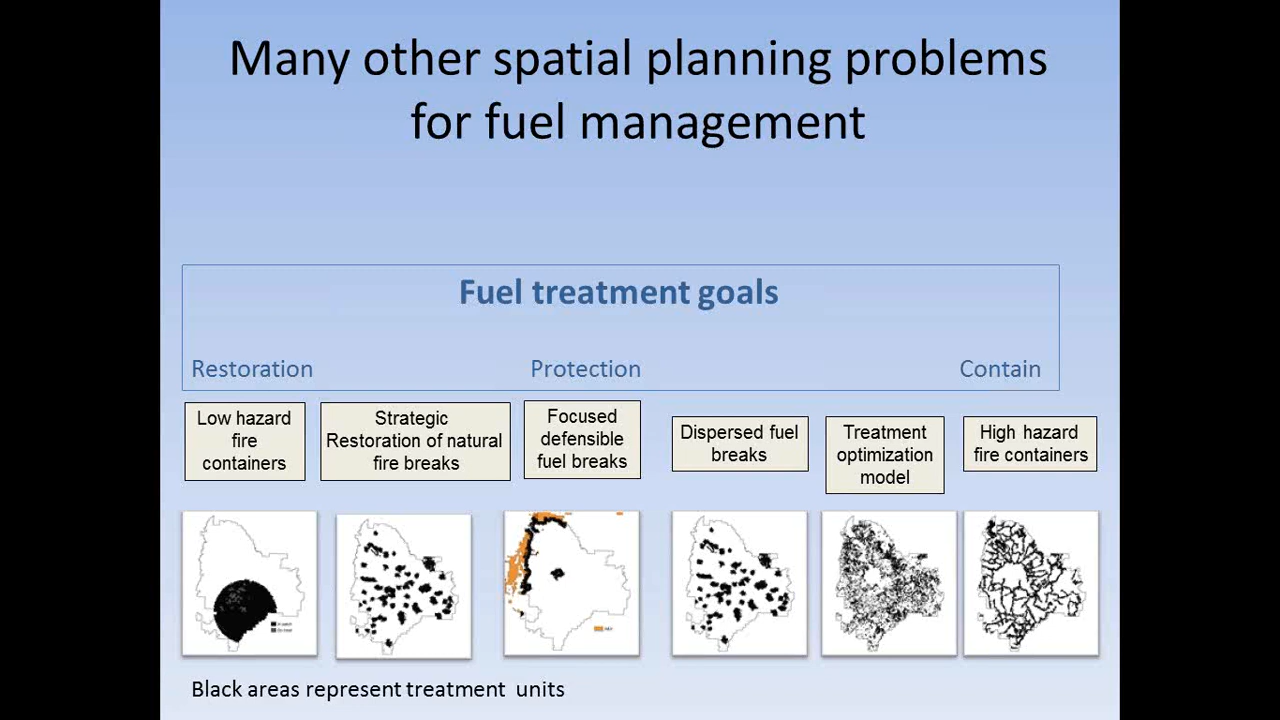 Many other spatial planning problems
for fuel management
Fuel treatment goals
Restoration
Protection
Contain
Low hazard
fire
containers
Strategic
Restoration of natural
fire breaks
Focused
defensible
fuel breaks
Dispersed fuel
breaks
Treatment
optimization
model
High hazard
fire containers
Black areas represent treatment units